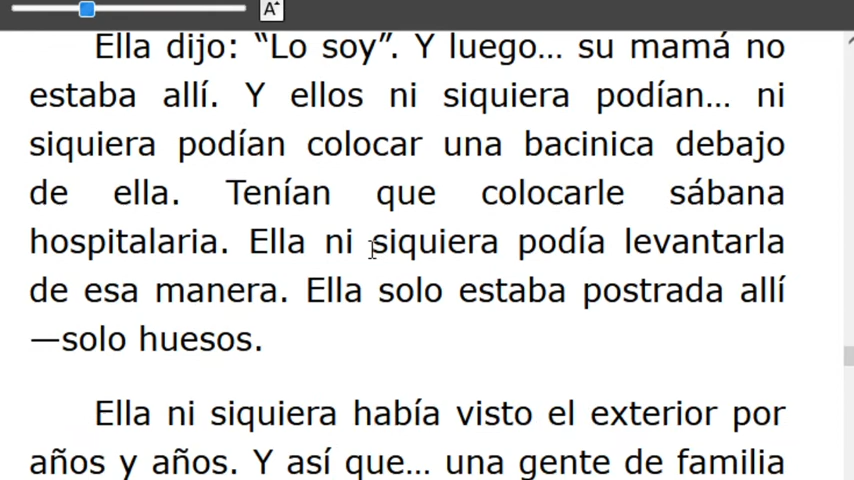 A
Ella dijo: “Lo soy”. Y luego… su mamá no
estaba allí. Y ellos ni siquiera podían… ni
siquiera podían colocar una bacinica debajo
de ella. Tenían que colocarle sábana
hospitalaria. Ella ni siquiera podía levantarla
de esa manera. Ella solo estaba postrada allí
—solo huesos.
Ella ni siquiera había visto el exterior por
años y años. Y así que… una gente de familia